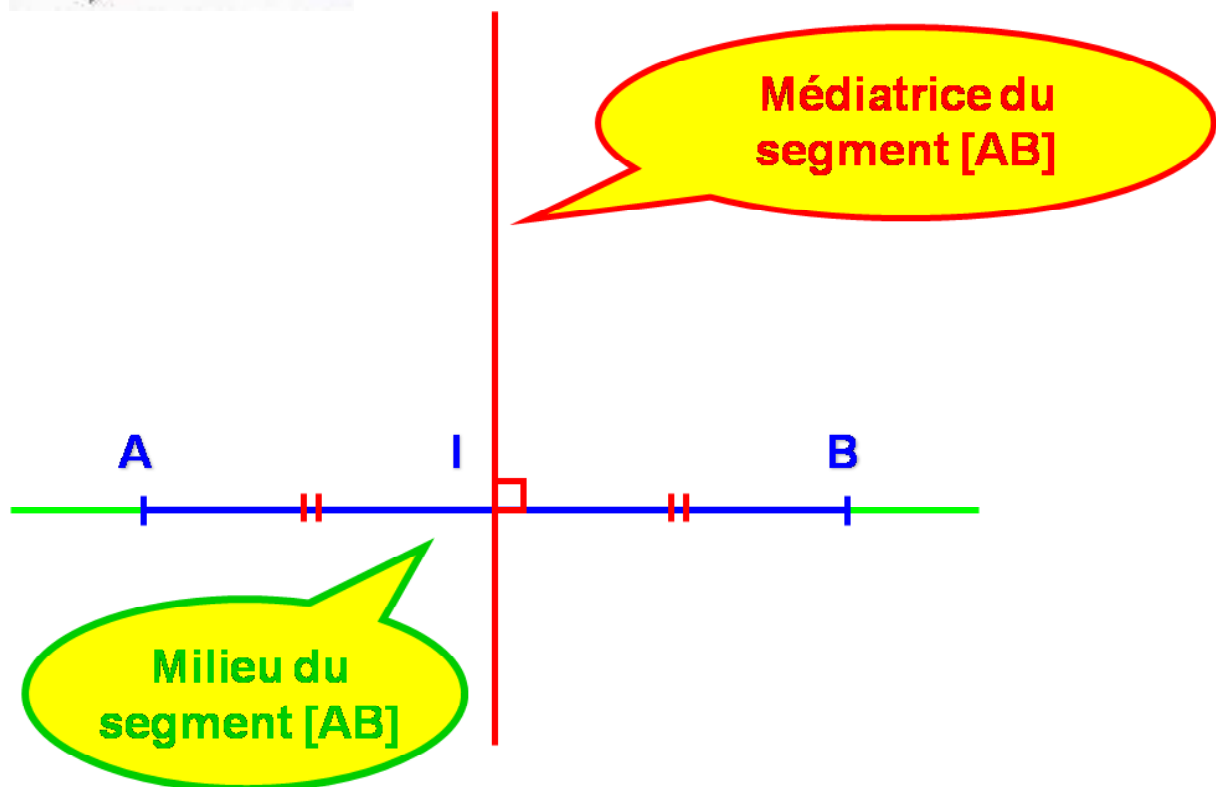 Médiatrice du
segment [AB]
A I B
Milieu du
segment [AB]